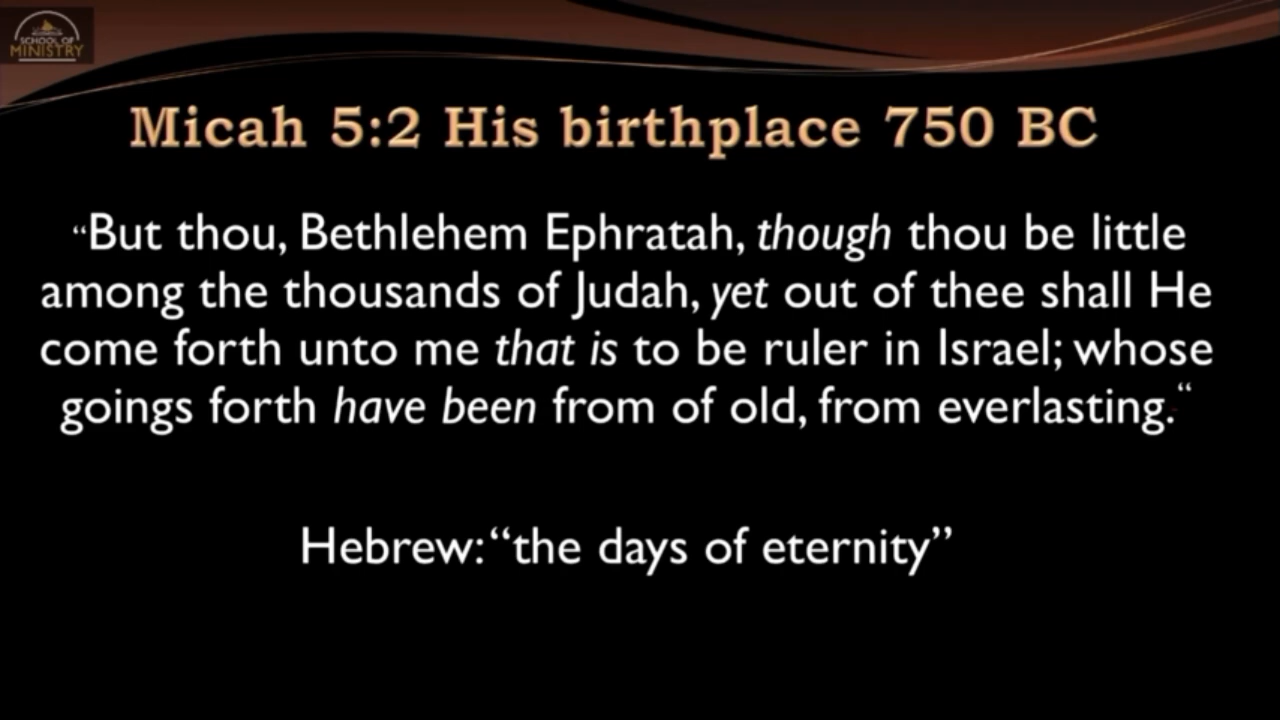 SCHOOL OF
MINISTRY
Micah 5:2 His birthplace 750 BC
“But thou, Bethlehem Ephratah, though thou be little
among the thousands of Judah, yet out of thee shall He
come forth unto me that is to be ruler in Israel; whose
goings forth have been from of old, from everlasting.“
Hebrew: “the days of eternity”